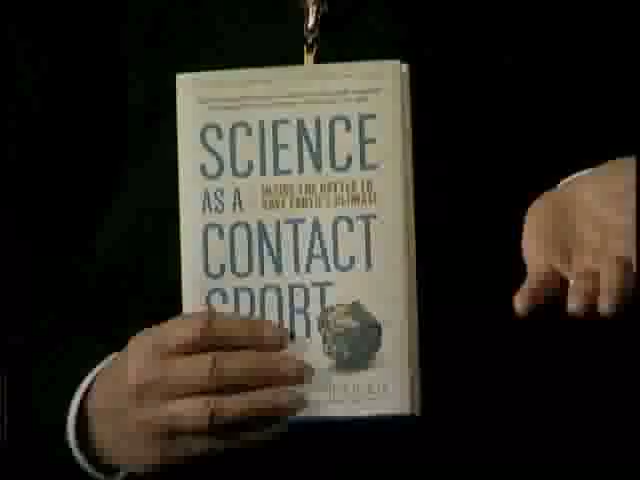 SCIENCE
AS A
INSIDE THE BATTLE TO
SAVE EARTH'S CLIMATE
CONTACT
SPORT